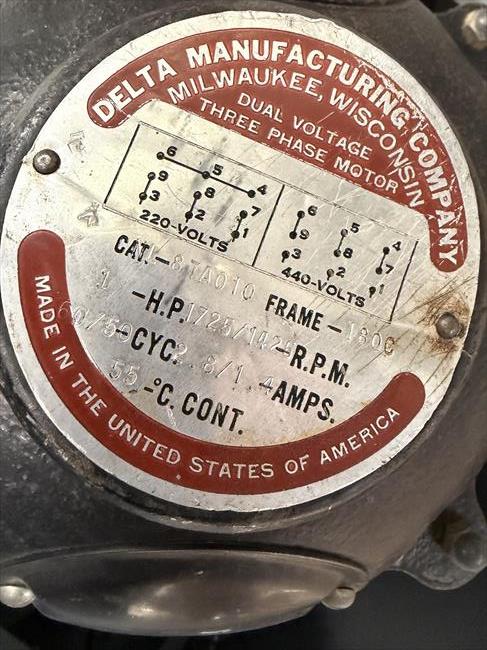 DELTA MANUFACTURING COMPANY
MILWAUKEE, WISCONSIN
DUAL VOLTAGE
THREE PHASE MOTOR
6 5 4
9 8 7
3 2 1
220-VOLTS
6 5 4
9 8 7
3 2 1
440-VOLTS
CAT.- FRAME-
1 -H.P. 1725/1425 -R.P.M.
60/50 -CYC. 2.8/1.4 AMPS.
55 -°C. CONT.
MADE IN THE UNITED STATES OF AMERICA